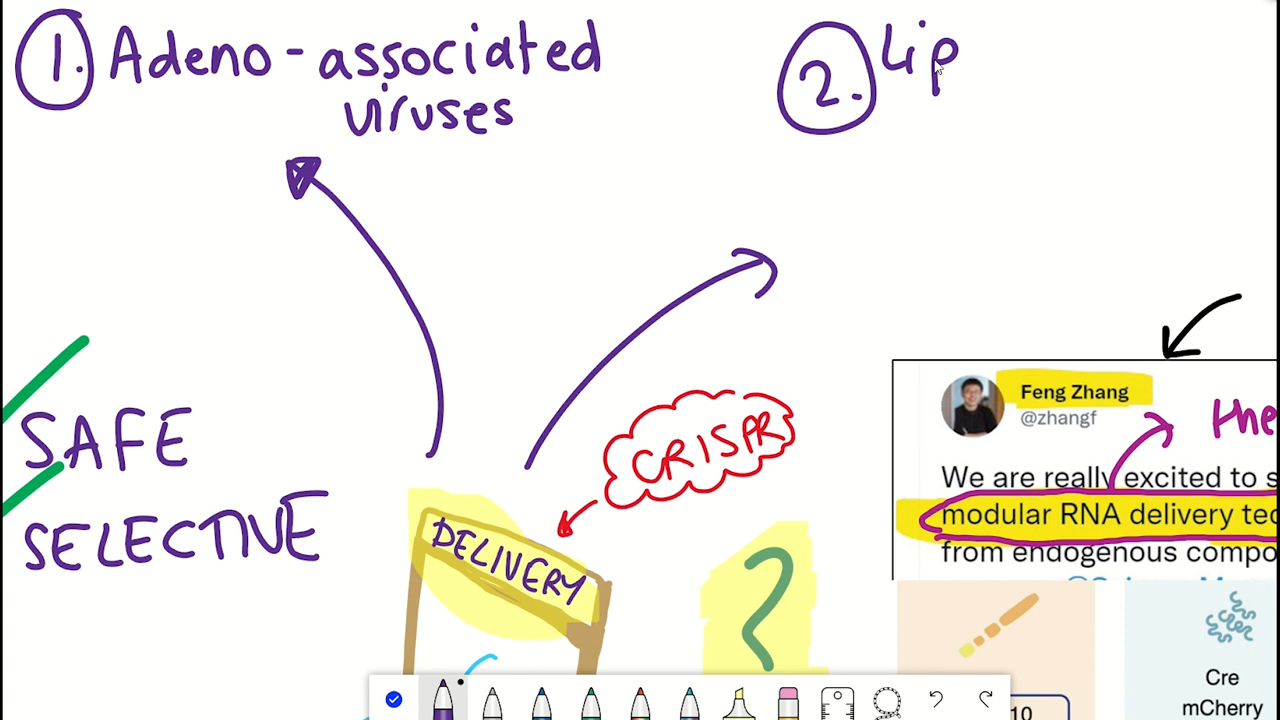 1. Adeno-associated
viruses
2. Lip
SAFE
SELECTIVE
CRISPR
DELIVERY
?
Feng Zhang
@zhangf
the
We are really excited to s
modular RNA delivery tec
from endogenous compo
10
Cre
mCherry